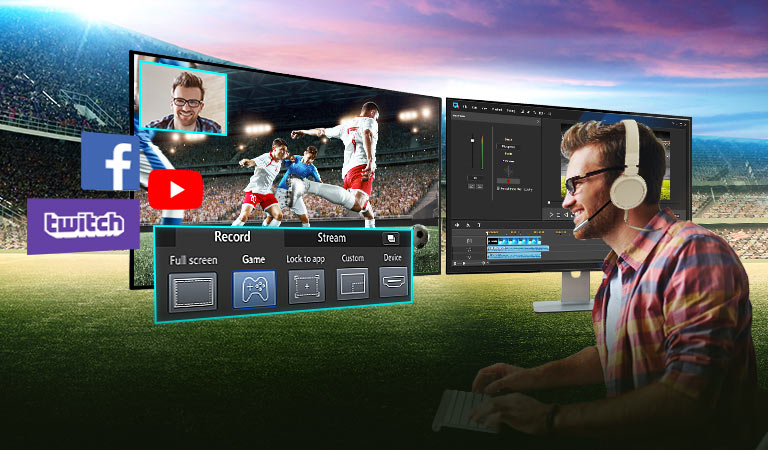 f
twitch
Record
Stream
Full screen
Game
Lock to app
Custom
Device